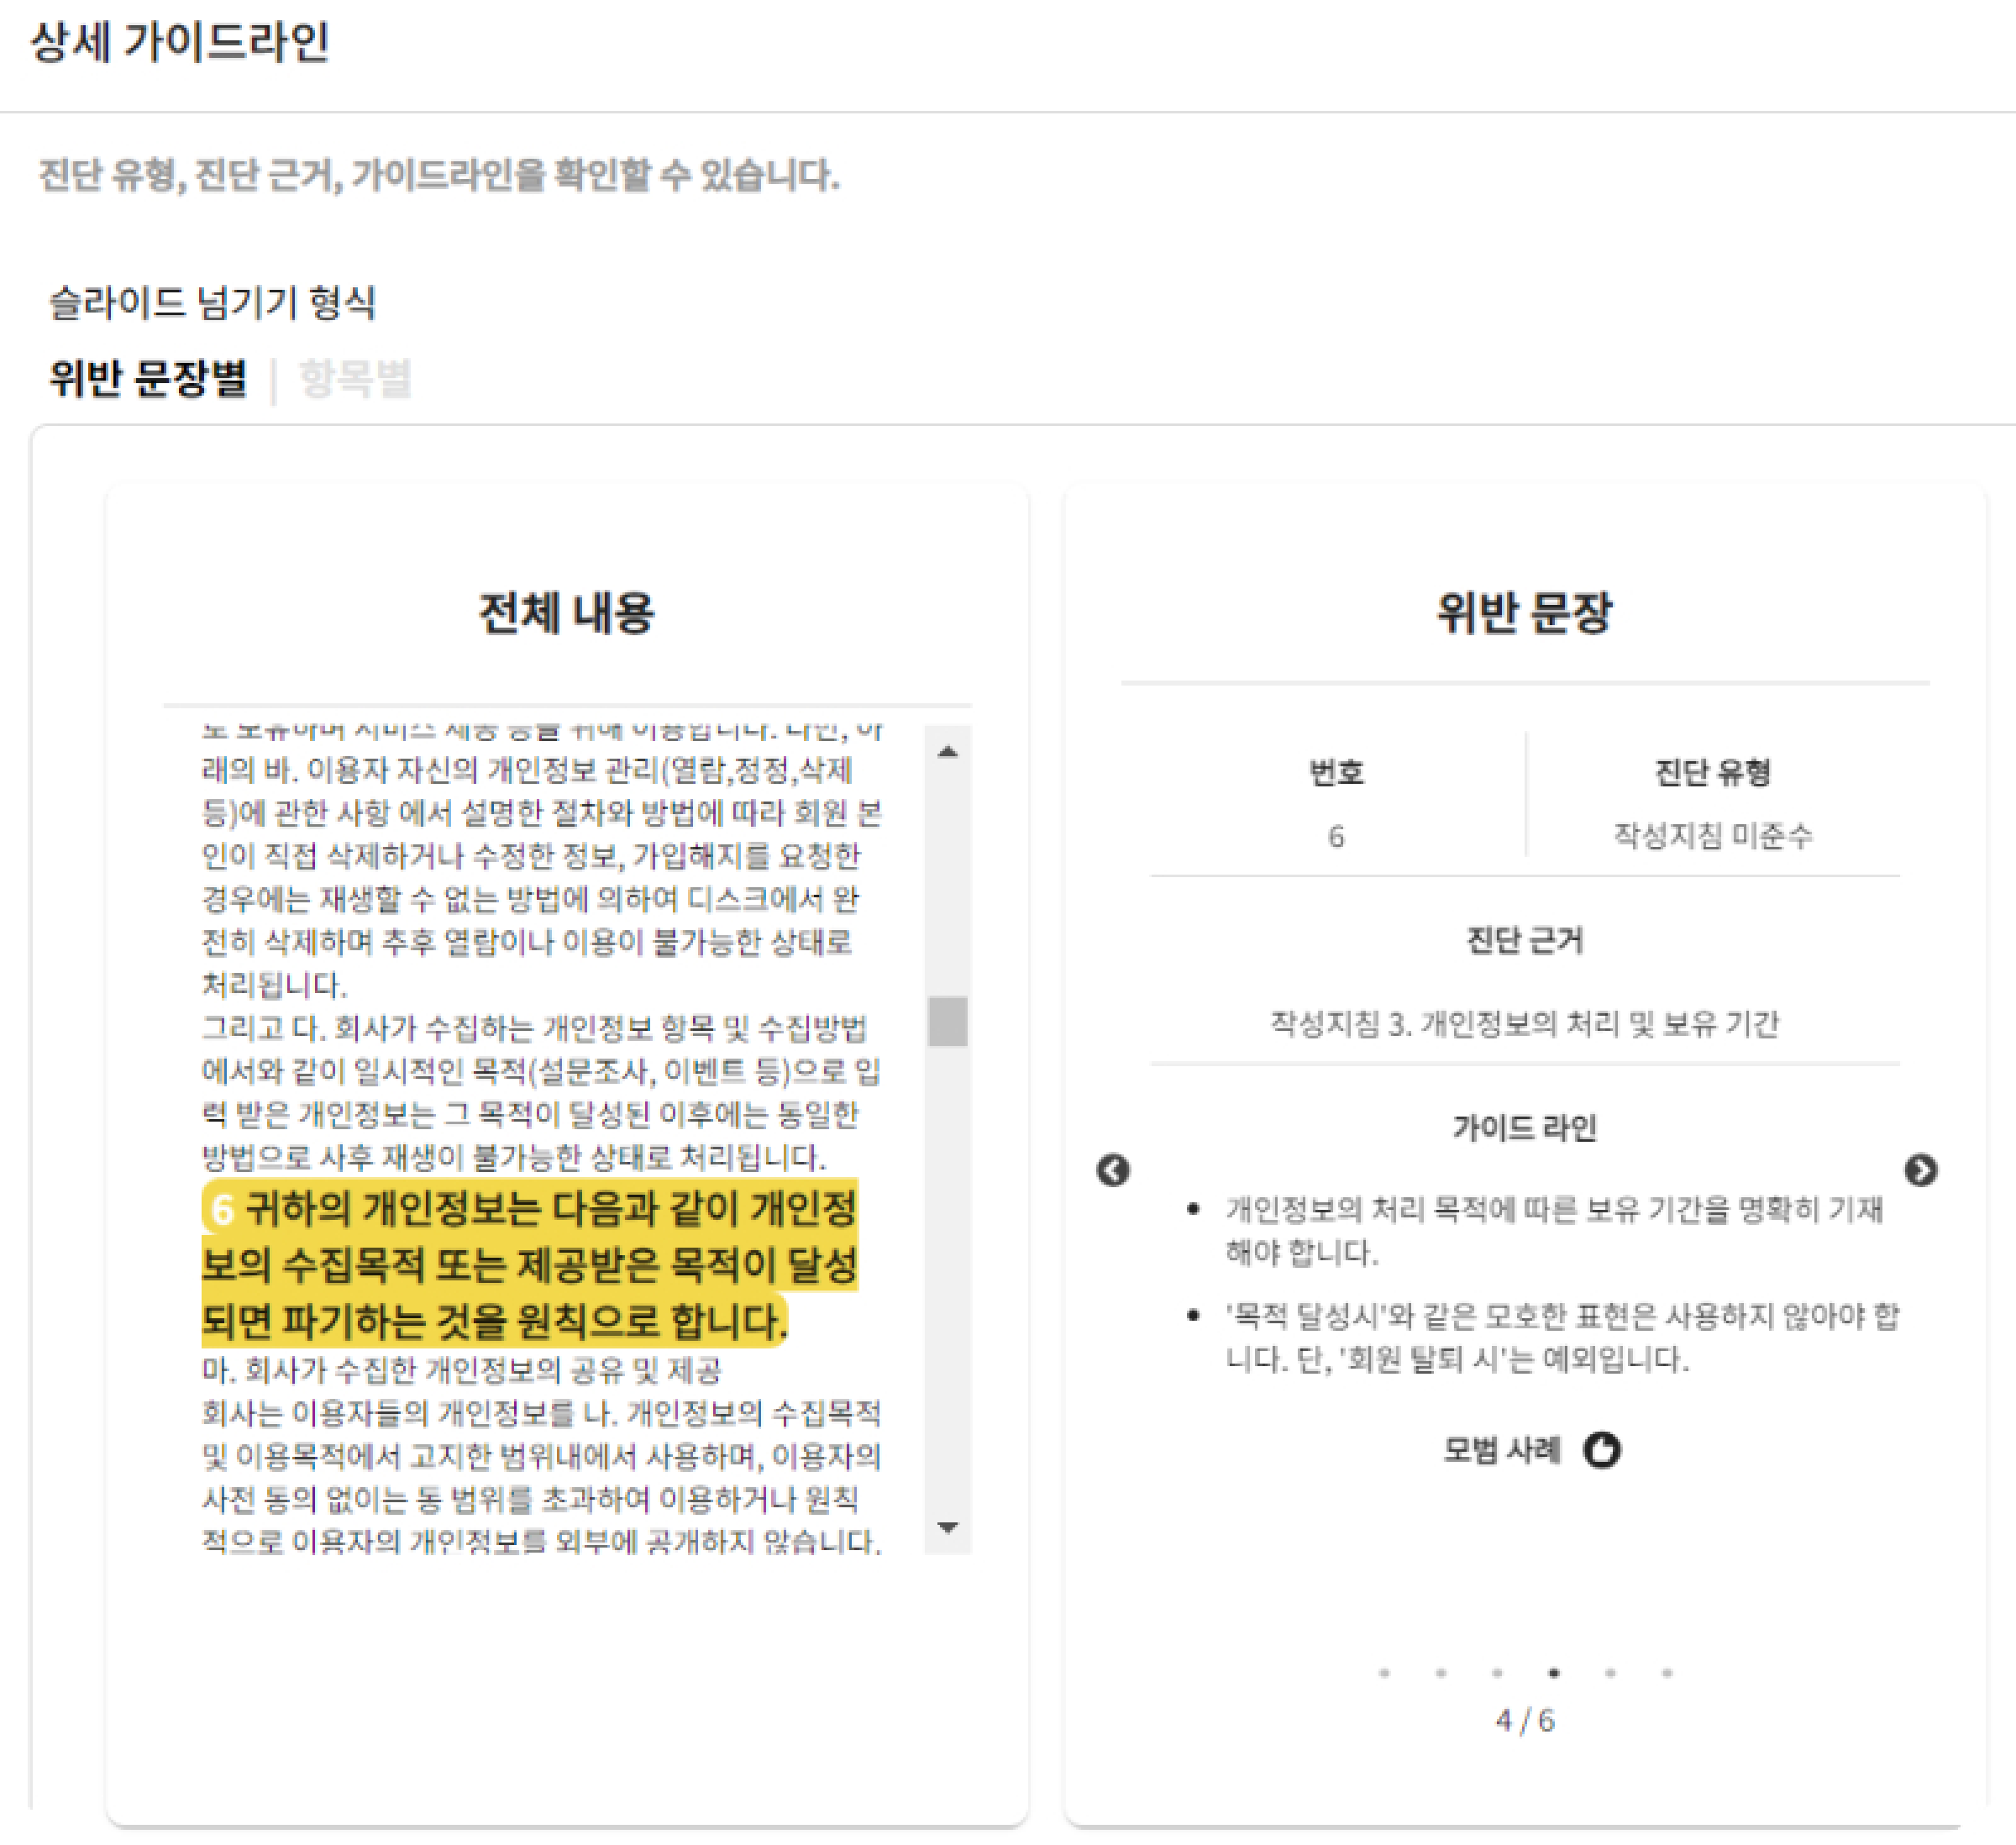 상세 가이드라인
진단 유형, 진단 근거, 가이드라인을 확인할 수 있습니다.
슬라이드 넘기기 형식
위반 문장별 | 항목별
전체 내용
로 보유하며 서비스 제공 등을 위해 이용합니다. 다만, 아
래의 바. 이용자 자신의 개인정보 관리(열람,정정,삭제
등)에 관한 사항 에서 설명한 절차와 방법에 따라 회원 본
인이 직접 삭제하거나 수정한 정보, 가입해지를 요청한
경우에는 재생할 수 없는 방법에 의하여 디스크에서 완
전히 삭제하며 추후 열람이나 이용이 불가능한 상태로
처리됩니다.
그리고 다. 회사가 수집하는 개인정보 항목 및 수집방법
에서와 같이 일시적인 목적(설문조사, 이벤트 등)으로 입
력 받은 개인정보는 그 목적이 달성된 이후에는 동일한
방법으로 사후 재생이 불가능한 상태로 처리됩니다.
6 귀하의 개인정보는 다음과 같이 개인정
보의 수집목적 또는 제공받은 목적이 달성
되면 파기하는 것을 원칙으로 합니다.
마. 회사가 수집한 개인정보의 공유 및 제공
회사는 이용자들의 개인정보를 나. 개인정보의 수집목적
및 이용목적에서 고지한 범위내에서 사용하며, 이용자의
사전 동의 없이는 동 범위를 초과하여 이용하거나 원칙
적으로 이용자의 개인정보를 외부에 공개하지 않습니다.
위반 문장
번호
6
진단 유형
작성지침 미준수
진단 근거
작성지침 3. 개인정보의 처리 및 보유 기간
가이드 라인
• 개인정보의 처리 목적에 따른 보유 기간을 명확히 기재
해야 합니다.
• '목적 달성시'와 같은 모호한 표현은 사용하지 않아야 합
니다. 단, '회원 탈퇴 시'는 예외입니다.
모범 사례
4 / 6